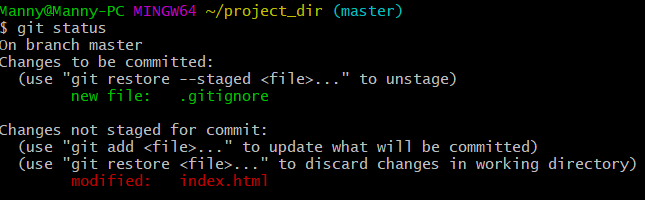 Manny@Manny-PC MINGW64 ~/project_dir (master)
$ git status
On branch master
Changes to be committed:
  (use "git restore --staged <file>..." to unstage)
        new file:   .gitignore

Changes not staged for commit:
  (use "git add <file>..." to update what will be committed)
  (use "git restore <file>..." to discard changes in working directory)
        modified:   index.html